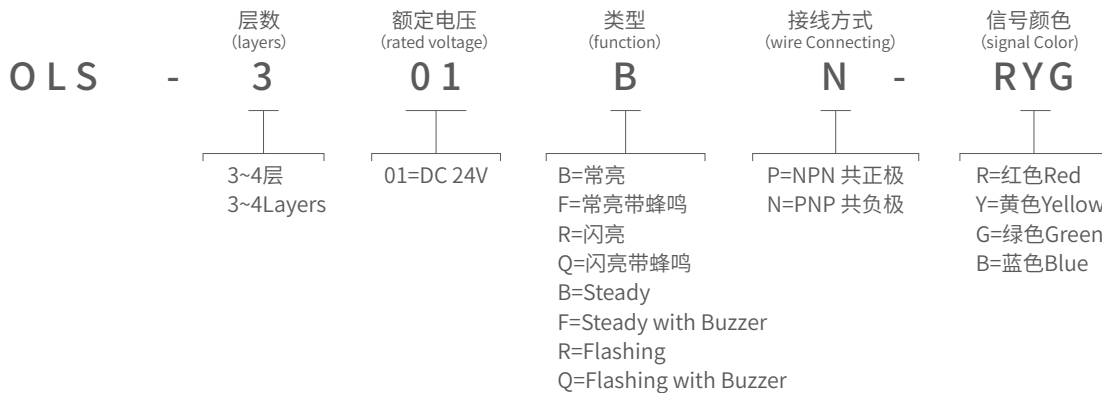 层数
(layers)
额定电压
(rated voltage)
类型
(function)
接线方式
(wire Connecting)
信号颜色
(signal Color)
OLS - 3 01 B N - RYG
3~4层
3~4Layers
01=DC 24V
B=常亮
F=常亮带蜂鸣
R=闪亮
Q=闪亮带蜂鸣
B=Steady
F=Steady with Buzzer
R=Flashing
Q=Flashing with Buzzer
P=NPN 共正极
N=PNP 共负极
R=红色Red
Y=黄色Yellow
G=绿色Green
B=蓝色Blue